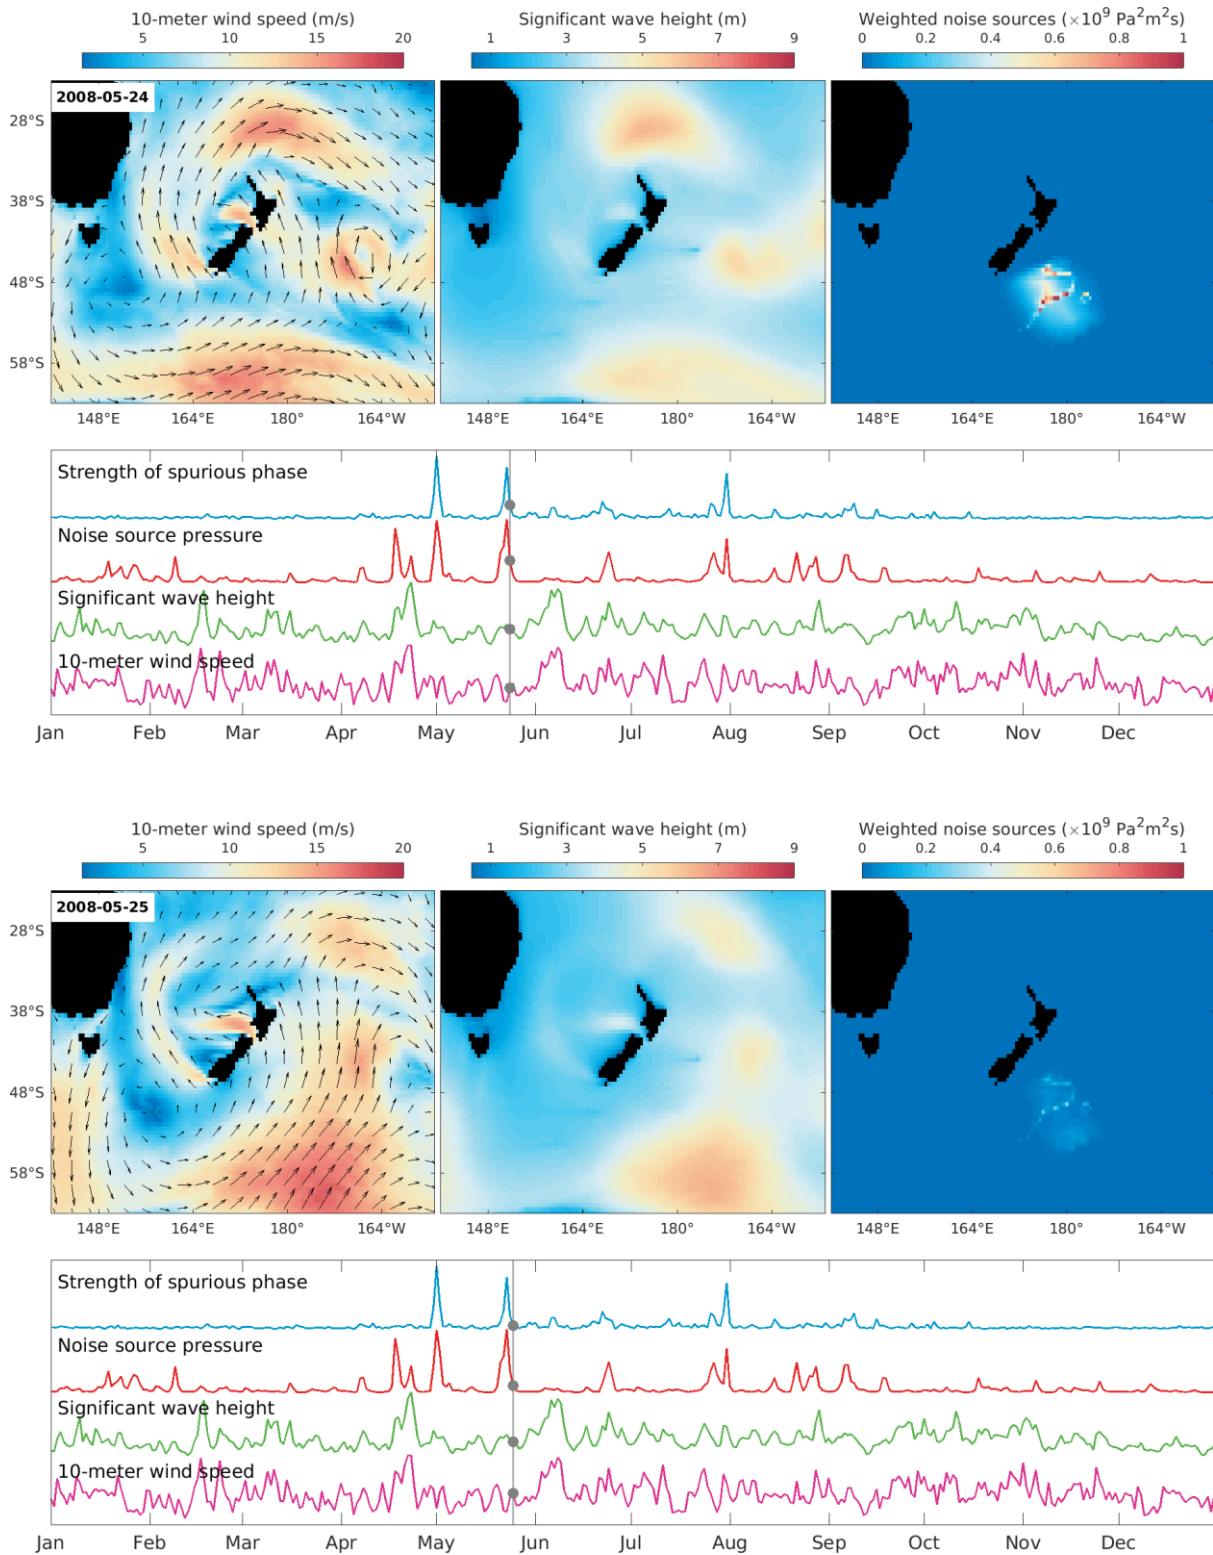 10-meter wind speed (m/s) Significant wave height (m) Weighted noise sources (×10⁹ Pa²m²s)
5 10 15 20 1 3 5 7 9 0 0.2 0.4 0.6 0.8 1
2008-05-24
28°S
38°S
48°S
58°S
148°E 164°E 180° 164°W 148°E 164°E 180° 164°W 148°E 164°E 180° 164°W
Strength of spurious phase
Noise source pressure
Significant wave height
10-meter wind speed
Jan Feb Mar Apr May Jun Jul Aug Sep Oct Nov Dec
10-meter wind speed (m/s) Significant wave height (m) Weighted noise sources (×10⁹ Pa²m²s)
5 10 15 20 1 3 5 7 9 0 0.2 0.4 0.6 0.8 1
2008-05-25
28°S
38°S
48°S
58°S
148°E 164°E 180° 164°W 148°E 164°E 180° 164°W 148°E 164°E 180° 164°W
Strength of spurious phase
Noise source pressure
Significant wave height
10-meter wind speed
Jan Feb Mar Apr May Jun Jul Aug Sep Oct Nov Dec